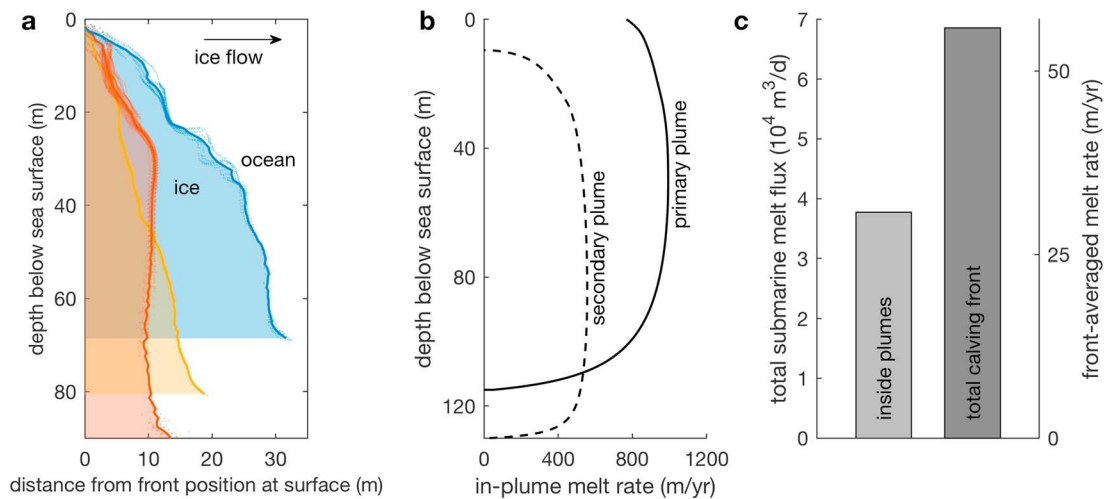 a
0
20
40
60
80
depth below sea surface (m)
ice flow
ocean
ice
0
10
20
30
distance from front position at surface (m)
b
0
40
80
120
depth below sea surface (m)
secondary plume
primary plume
0
400
800
1200
in-plume melt rate (m/yr)
c
7
6
5
4
3
2
1
0
total submarine melt flux (10⁴ m³/d)
inside plumes
total calving front
50
25
0
front-averaged melt rate (m/yr)